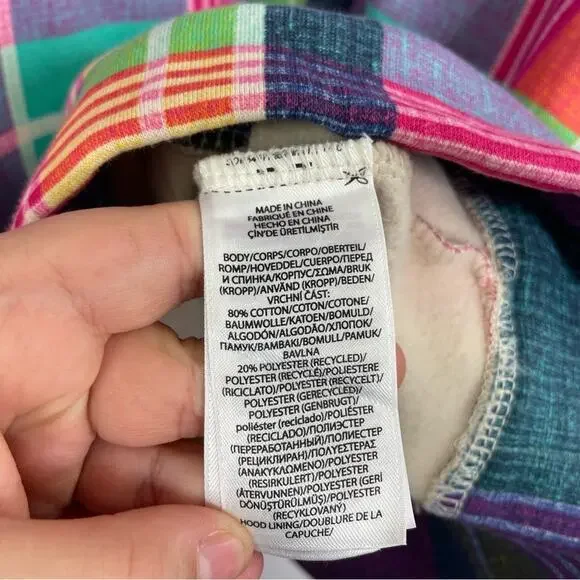 MADE IN CHINA
FABRIQUÉ EN CHINE
HECHO EN CHINA
ÇİN'DE ÜRETİLMİŞTİR
BODY/CORPS/CORPO/OBERTEIL/
ROMP/HOVEDDEL/CUERPO/ПЕРЕД
И СПИНКА/KORPUS/ΣΩΜΑ/BRUK
(KROPP)/ANVÄND (KROPP)/BEDEN/
VRCHNÍ ČÁST:
80% COTTON/COTON/COTONE/
BAUMWOLLE/KATOEN/BOMULD/
ALGODÓN/ALGODÃO/ХЛОПОК/
ΠΑΜΥΚ/BAMBAKI/BOMULL/PAMUK/
BAVLNA
20% POLYESTER (RECYCLED)/
POLYESTER (RECYCLÉ)/POLIESTERE
(RICICLATO)/POLYESTER (RECYCELT)/
POLYESTER (GERECYCLED)/
POLYESTER (GENBRUGT)/
poliéster (reciclado)/POLIÉSTER
(RECICLADO)/ПОЛИЭСТЕР
(ПЕРЕРАБОТАННЫЙ)/ПОЛИЕСТЕР
(РЕЦИКЛИРАН)/ΠΟΛΥΕΣΤΕΡΑΣ
(ΑΝΑΚΥΚΛΩΜΕΝΟ)/POLYESTER
(RESIRKULERT)/POLYESTER
(ÅTERVUNNEN)/POLYESTER (GERİ
DÖNÜŞTÜRÜLMÜŞ)/POLYESTER
(RECYKLOVANÝ)
HOOD LINING/DOUBLURE DE LA
CAPUCHE/